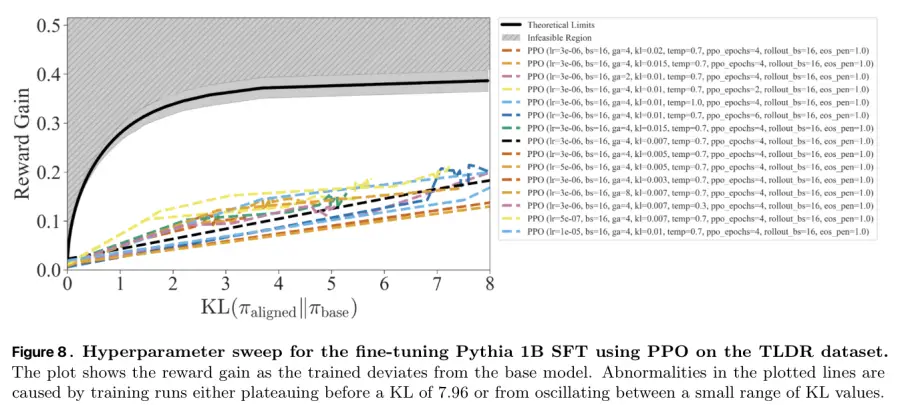 0.5
0.4
0.3
0.2
0.1
0.0
Reward Gain
0 1 2 3 4 5 6 7 8
KL(π_aligned‖π_base)
Theoretical Limits
Infeasible Region
PPO (lr=3e-06, bs=16, ga=4, kl=0.02, temp=0.7, ppo_epochs=4, rollout_bs=16, eos_pen=1.0)
PPO (lr=3e-06, bs=16, ga=4, kl=0.015, temp=0.7, ppo_epochs=4, rollout_bs=16, eos_pen=1.0)
PPO (lr=3e-06, bs=16, ga=2, kl=0.01, temp=0.7, ppo_epochs=4, rollout_bs=16, eos_pen=1.0)
PPO (lr=3e-06, bs=16, ga=4, kl=0.01, temp=0.7, ppo_epochs=2, rollout_bs=16, eos_pen=1.0)
PPO (lr=3e-06, bs=16, ga=4, kl=0.01, temp=1.0, ppo_epochs=4, rollout_bs=16, eos_pen=1.0)
PPO (lr=3e-06, bs=16, ga=4, kl=0.01, temp=0.7, ppo_epochs=6, rollout_bs=16, eos_pen=1.0)
PPO (lr=3e-06, bs=16, ga=4, kl=0.015, temp=0.7, ppo_epochs=4, rollout_bs=16, eos_pen=1.0)
PPO (lr=3e-06, bs=16, ga=4, kl=0.007, temp=0.7, ppo_epochs=4, rollout_bs=16, eos_pen=1.0)
PPO (lr=3e-06, bs=16, ga=4, kl=0.005, temp=0.7, ppo_epochs=4, rollout_bs=16, eos_pen=1.0)
PPO (lr=5e-06, bs=16, ga=4, kl=0.005, temp=0.7, ppo_epochs=4, rollout_bs=16, eos_pen=1.0)
PPO (lr=3e-06, bs=16, ga=4, kl=0.003, temp=0.7, ppo_epochs=4, rollout_bs=16, eos_pen=1.0)
PPO (lr=3e-06, bs=16, ga=8, kl=0.007, temp=0.7, ppo_epochs=4, rollout_bs=16, eos_pen=1.0)
PPO (lr=3e-06, bs=16, ga=4, kl=0.007, temp=0.3, ppo_epochs=4, rollout_bs=16, eos_pen=1.0)
PPO (lr=5e-07, bs=16, ga=4, kl=0.007, temp=0.7, ppo_epochs=4, rollout_bs=16, eos_pen=1.0)
PPO (lr=1e-05, bs=16, ga=4, kl=0.01, temp=0.7, ppo_epochs=4, rollout_bs=16, eos_pen=1.0)
Figure 8. Hyperparameter sweep for the fine-tuning Pythia 1B SFT using PPO on the TLDR dataset.
The plot shows the reward gain as the trained deviates from the base model. Abnormalities in the plotted lines are
caused by training runs either plateauing before a KL of 7.96 or from oscillating between a small range of KL values.